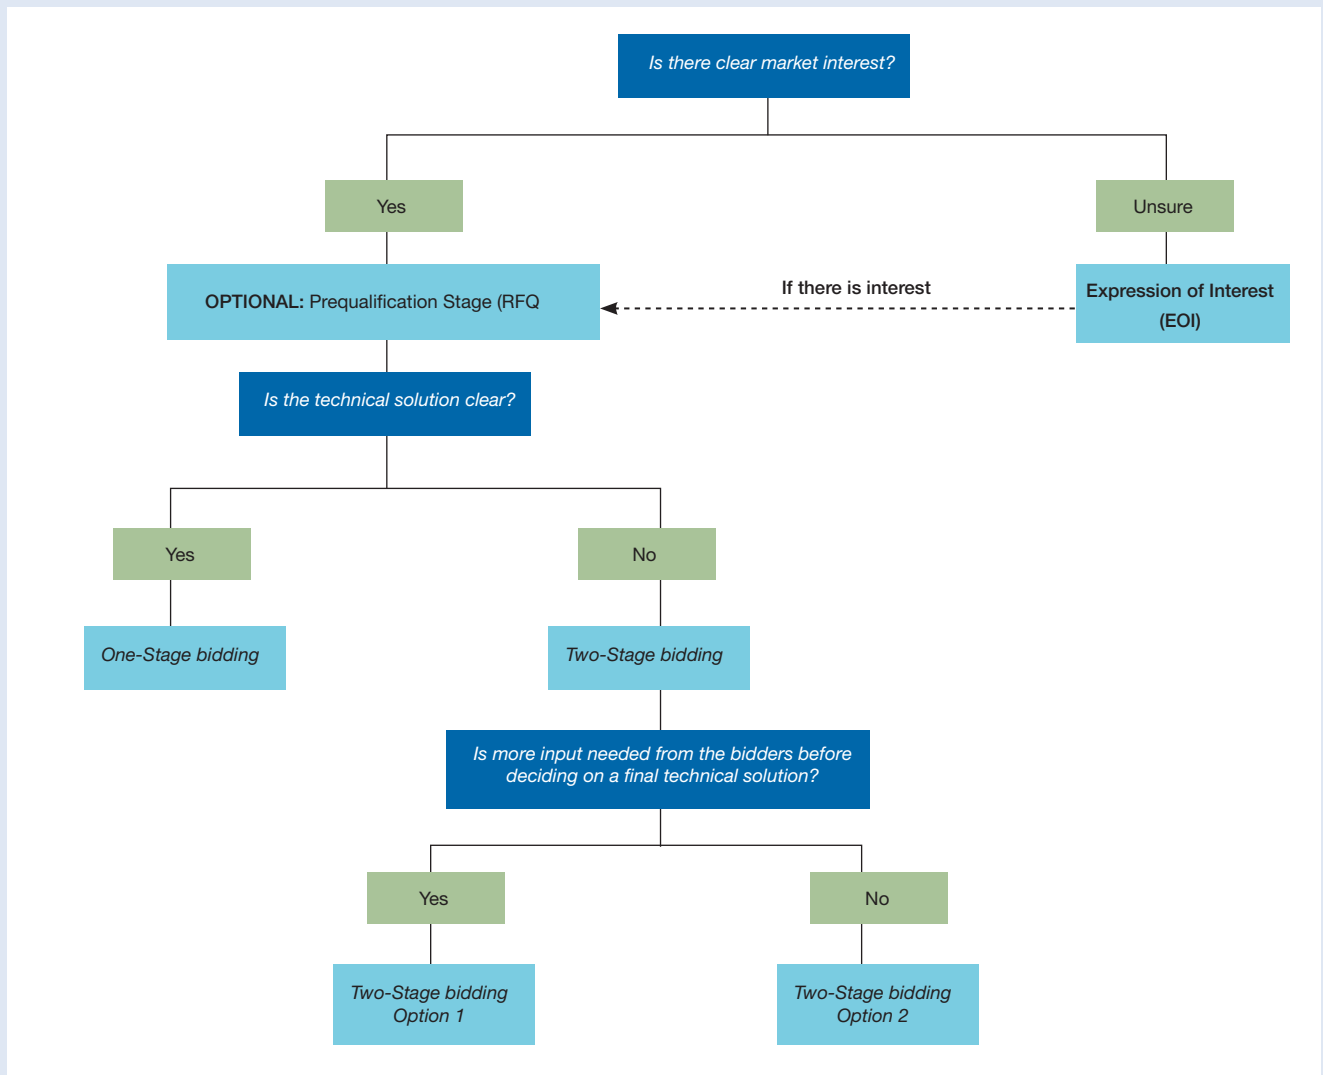 Is there clear market interest?
Yes
Unsure
OPTIONAL: Prequalification Stage (RFQ
If there is interest
Expression of Interest
(EOI)
Is the technical solution clear?
Yes
No
One-Stage bidding
Two-Stage bidding
Is more input needed from the bidders before
deciding on a final technical solution?
Yes
No
Two-Stage bidding
Option 1
Two-Stage bidding
Option 2